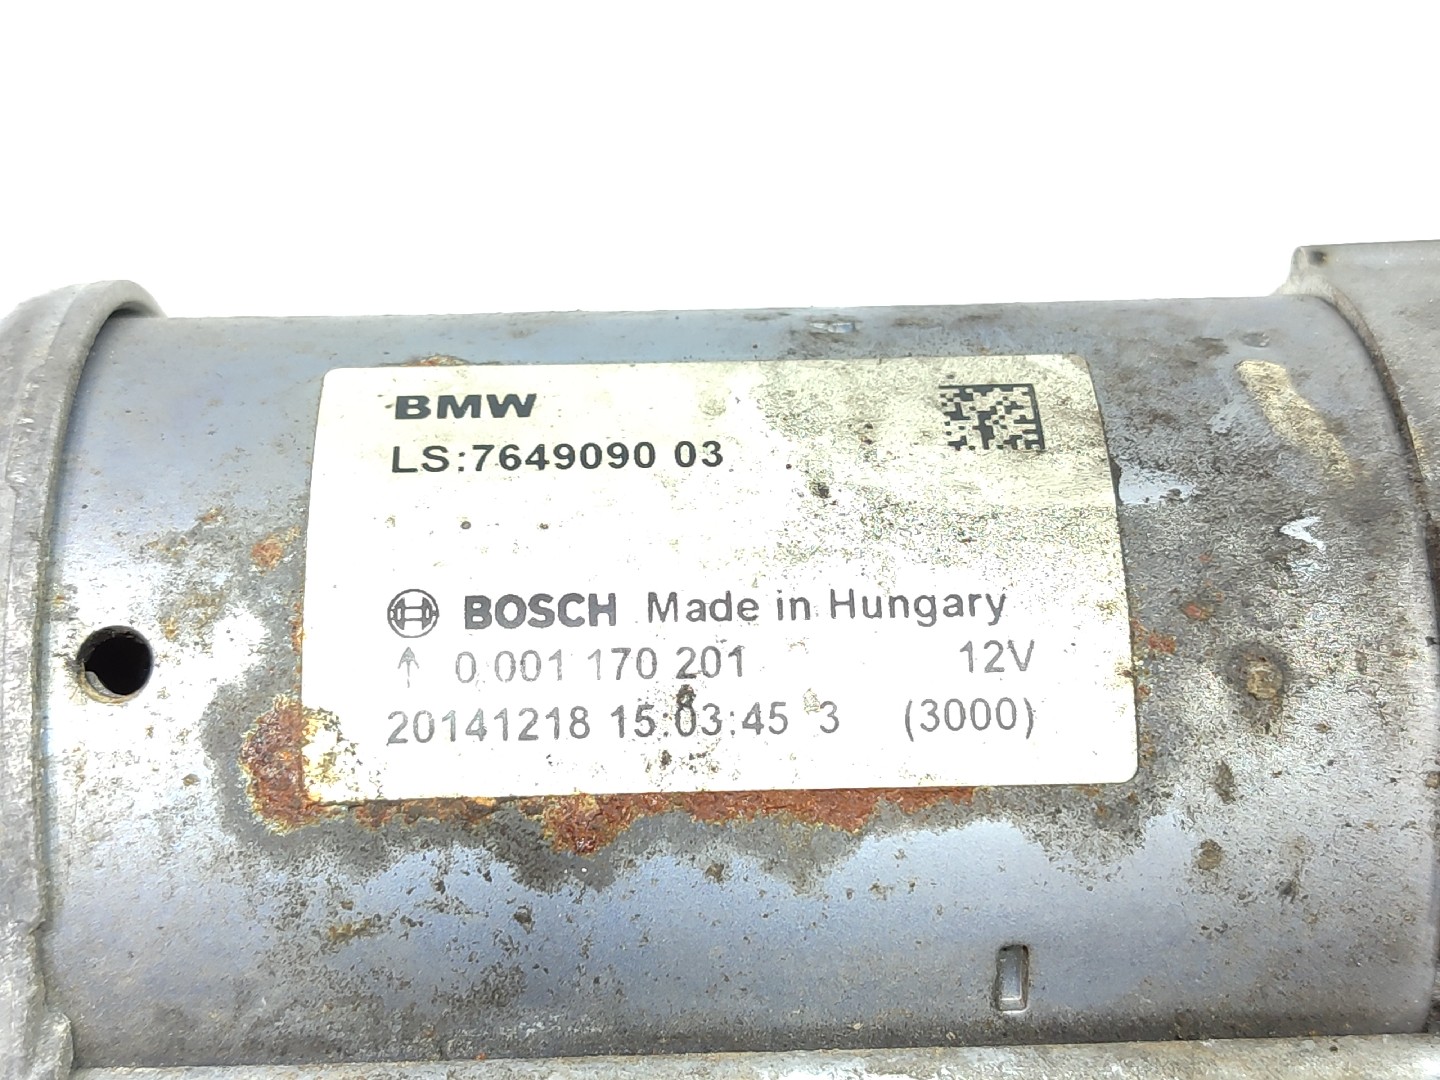 BMW
LS:7649090 03
BOSCH Made in Hungary
↑ 0 001 170 201 12V
20141218 15:03:45 3 (3000)